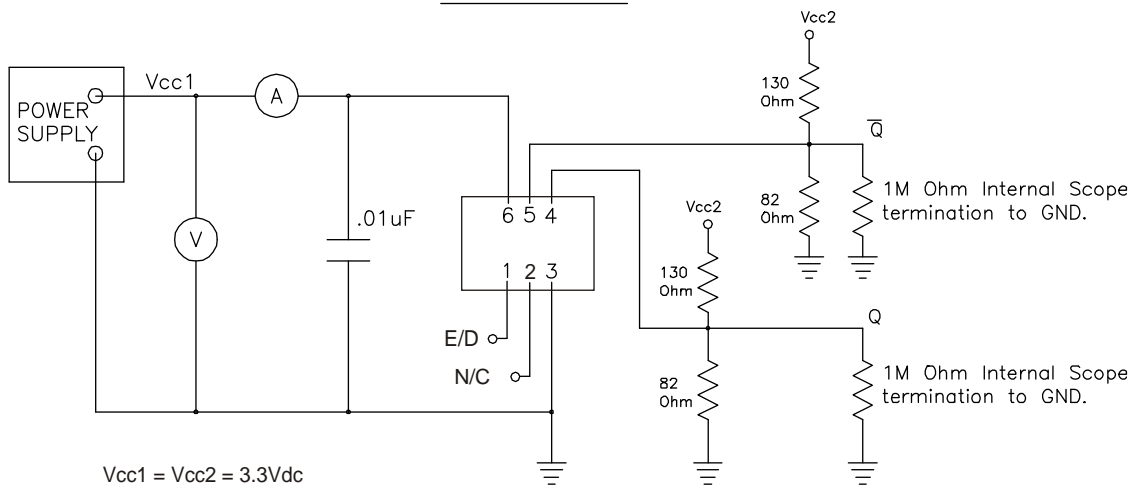 Vcc2
130
Ohm
Vcc1
A
POWER
SUPPLY
Q
82
Ohm
1M Ohm Internal Scope
termination to GND.
6 5 4
.01uF
V
Vcc2
1 2 3
130
Ohm
E/D
Q
N/C
82
Ohm
1M Ohm Internal Scope
termination to GND.
Vcc1 = Vcc2 = 3.3Vdc